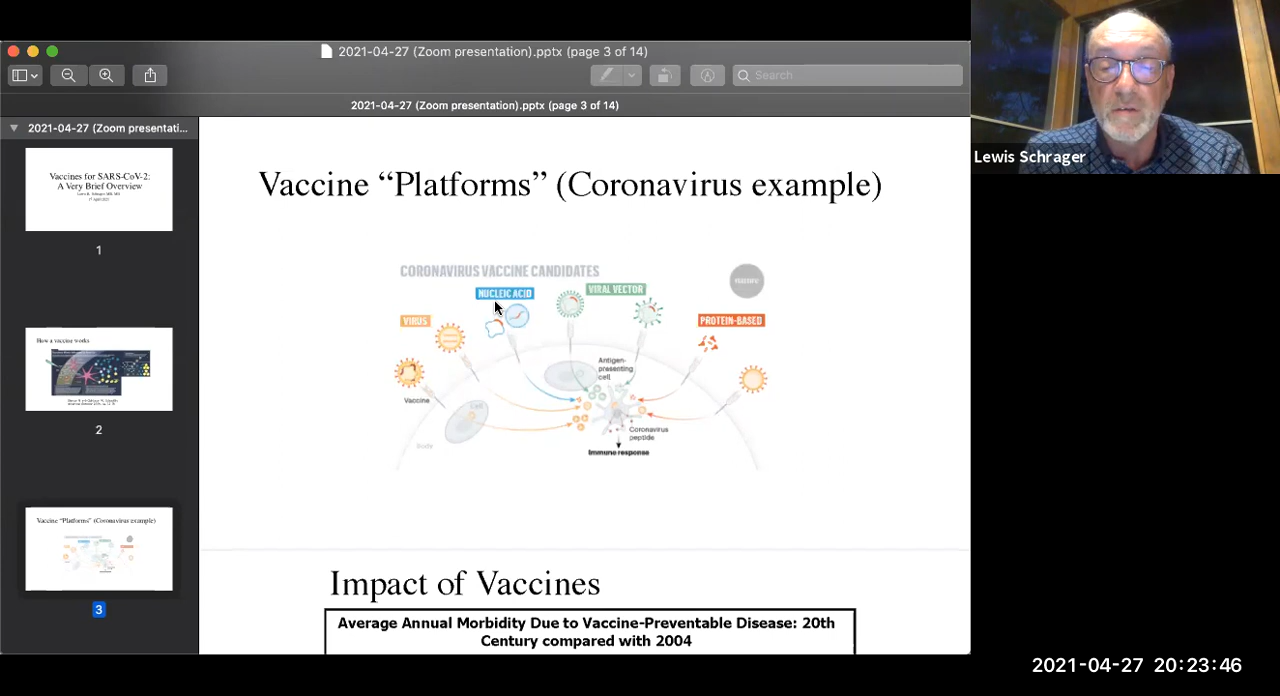 2021-04-27 (Zoom presentation).pptx (page 3 of 14)
Search
2021-04-27 (Zoom presentation).pptx (page 3 of 14)
2021-04-27 (Zoom presentati...
Vaccines for SARS-CoV-2:
A Very Brief Overview
1
How a vaccine works
2
Vaccine “Platforms” (Coronavirus example)
3
Vaccine “Platforms” (Coronavirus example)
CORONAVIRUS VACCINE CANDIDATES
NUCLEIC ACID
VIRAL VECTOR
VIRUS
PROTEIN-BASED
Antigen-
presenting
cell
Vaccine
Cell
Coronavirus
peptide
Body
Immune response
Impact of Vaccines
Average Annual Morbidity Due to Vaccine-Preventable Disease: 20th
Century compared with 2004
Lewis Schrager
2021-04-27 20:23:46